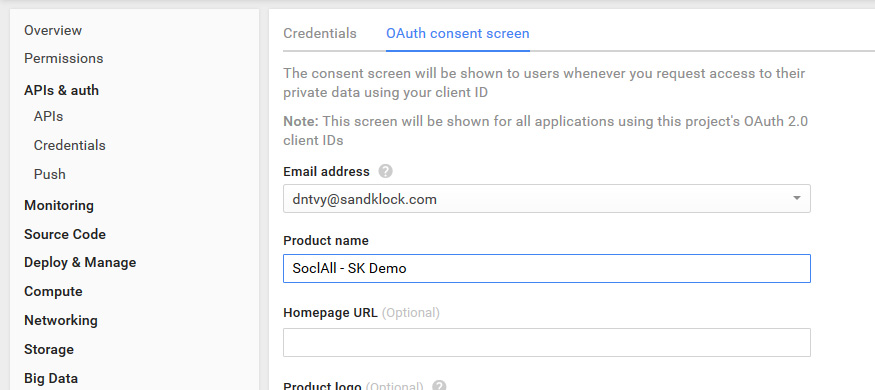 Overview
Permissions
APIs & auth
APIs
Credentials
Push
Monitoring
Source Code
Deploy & Manage
Compute
Networking
Storage
Big Data
Credentials OAuth consent screen
The consent screen will be shown to users whenever you request access to their
private data using your client ID
Note: This screen will be shown for all applications using this project's OAuth 2.0
client IDs
Email address ?
dntvy@sandklock.com
Product name
SoclAll - SK Demo
Homepage URL (Optional)
Product logo (Optional) ?